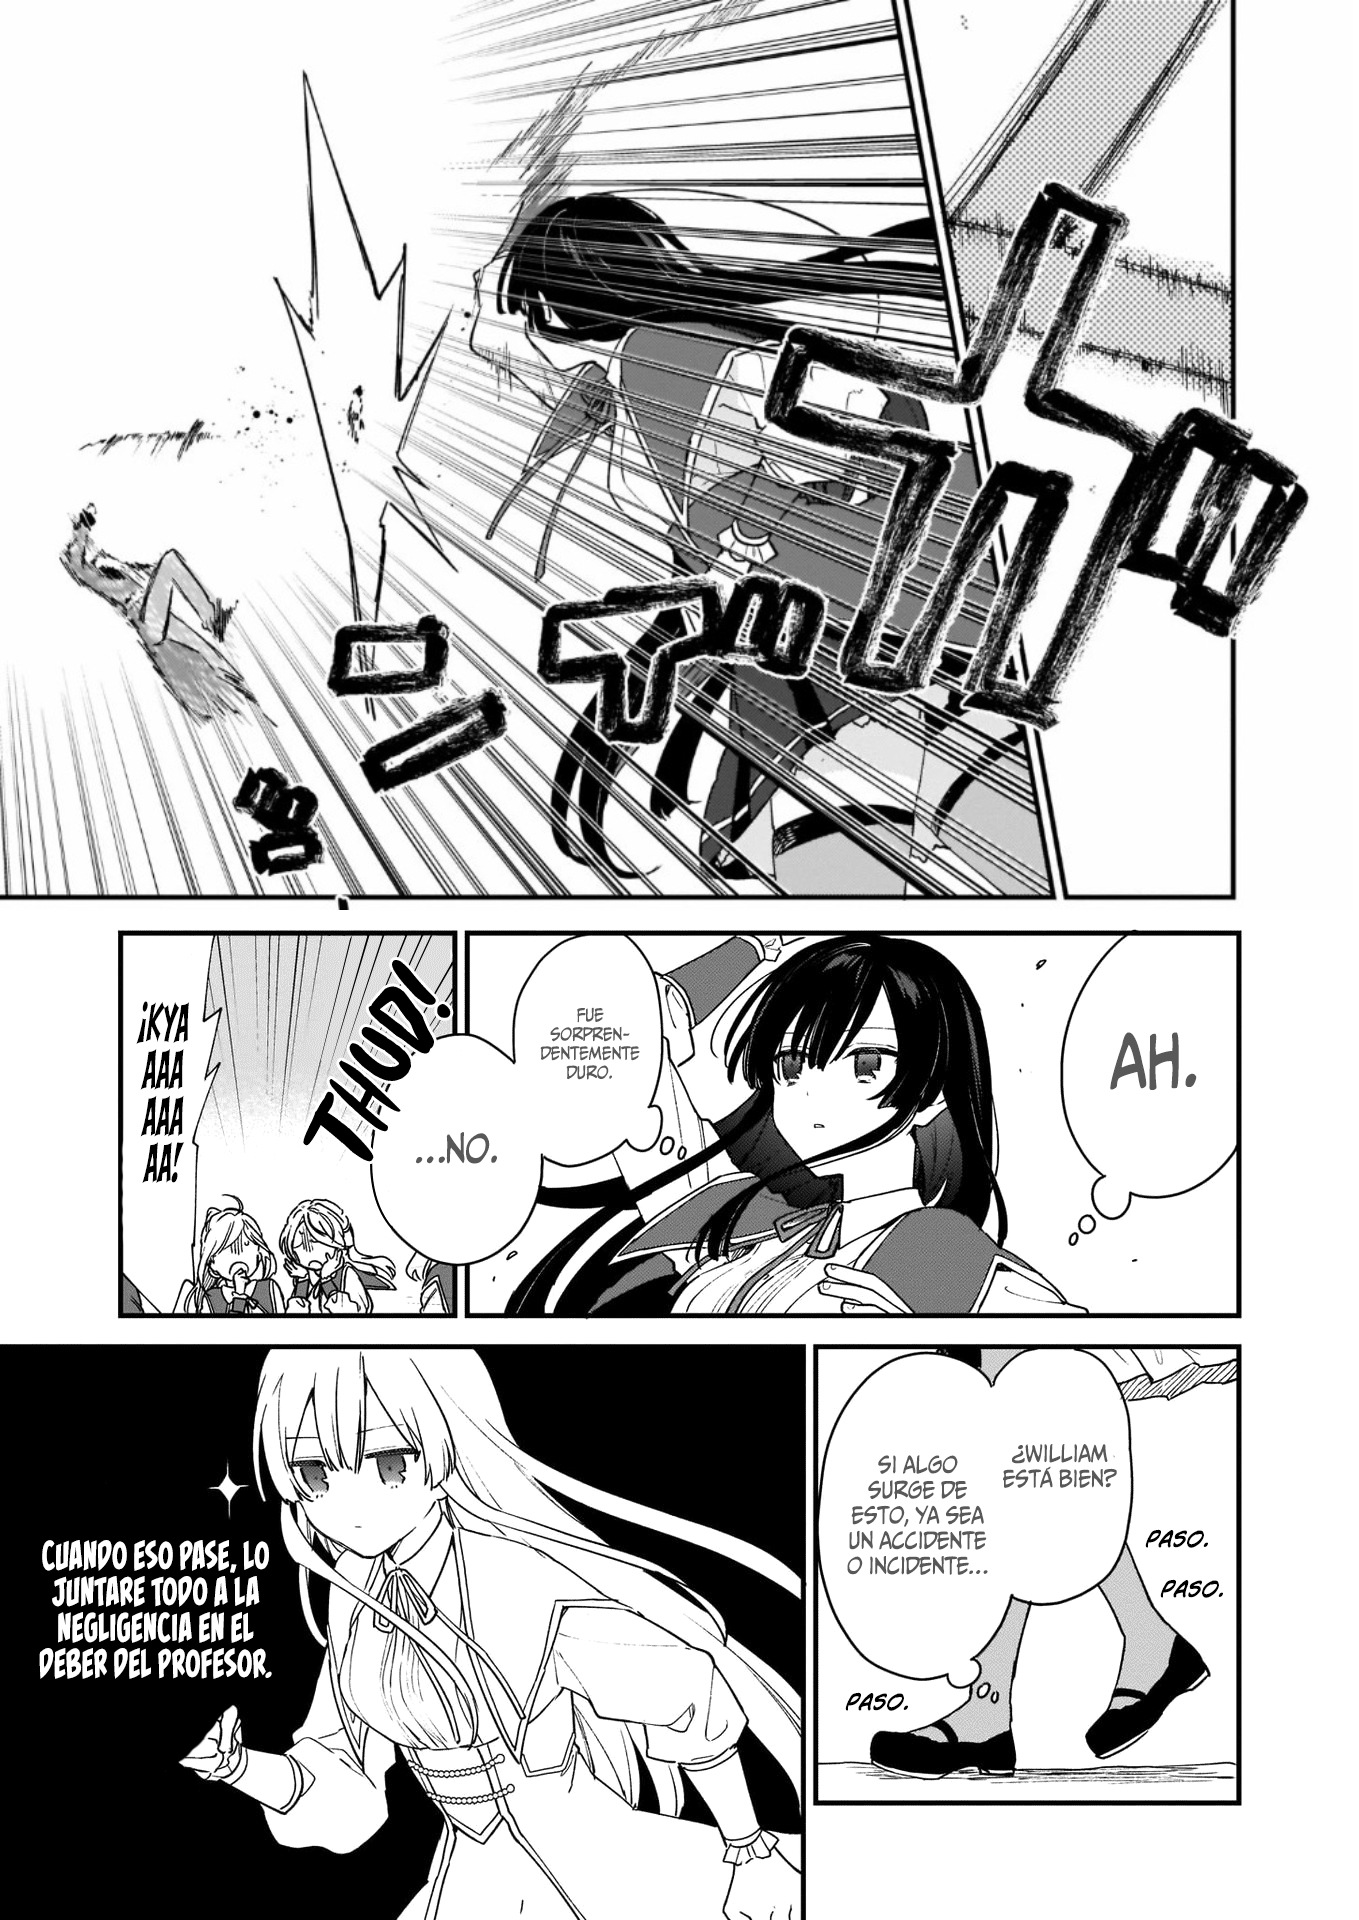 AH.
FUE
SORPREN-
DENTEMENTE
DURO.
...NO.
THUD!
¡KYA
AAA
AAA
AA!
¿WILLIAM
ESTÁ BIEN?
SI ALGO
SURGE DE
ESTO, YA SEA
UN ACCIDENTE
O INCIDENTE...
PASO.
PASO.
PASO.
CUANDO ESO PASE, LO
JUNTARE TODO A LA
NEGLIGENCIA EN EL
DEBER DEL PROFESOR.